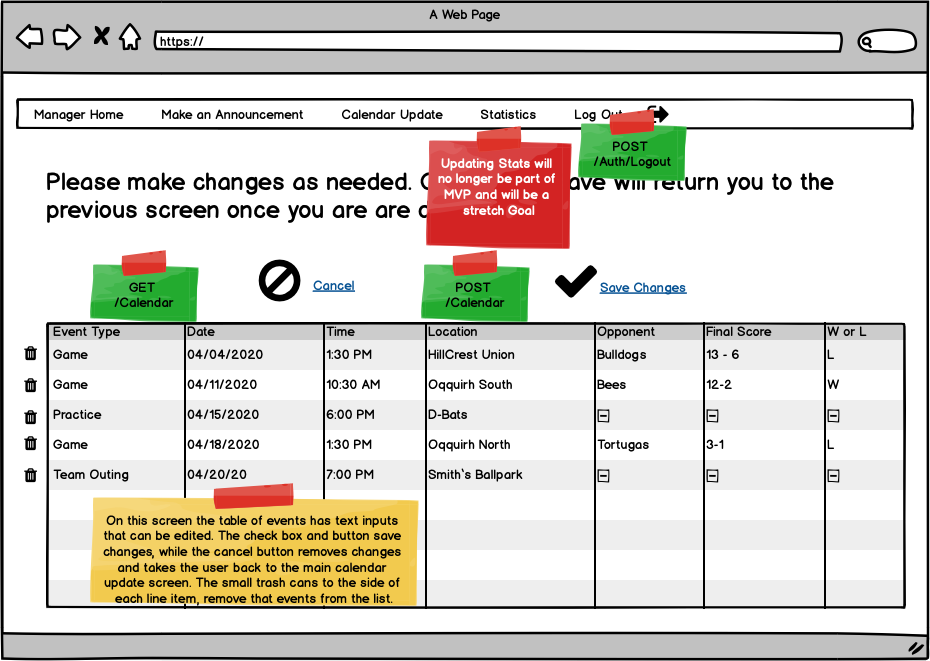 A Web Page
https://
Manager Home Make an Announcement Calendar Update Statistics Log Out
POST
/Auth/Logout
Updating Stats will
no longer be part of
MVP and will be a
stretch Goal
Please make changes as needed. will return you to the
previous screen once you are are
GET
/Calendar
Cancel
POST
/Calendar
Save Changes
Event Type Date Time Location Opponent Final Score W or L
Game 04/04/2020 1:30 PM HillCrest Union Bulldogs 13 - 6 L
Game 04/11/2020 10:30 AM Oqquirh South Bees 12-2 W
Practice 04/15/2020 6:00 PM D-Bats
Game 04/18/2020 1:30 PM Oqquirh North Tortugas 3-1 L
Team Outing 04/20/20 7:00 PM Smith's Ballpark
On this screen the table of events has text inputs
that can be edited. The check box and button save
changes, while the cancel button removes changes
and takes the user back to the main calendar
update screen. The small trash cans to the side of
each line item, remove that events from the list.